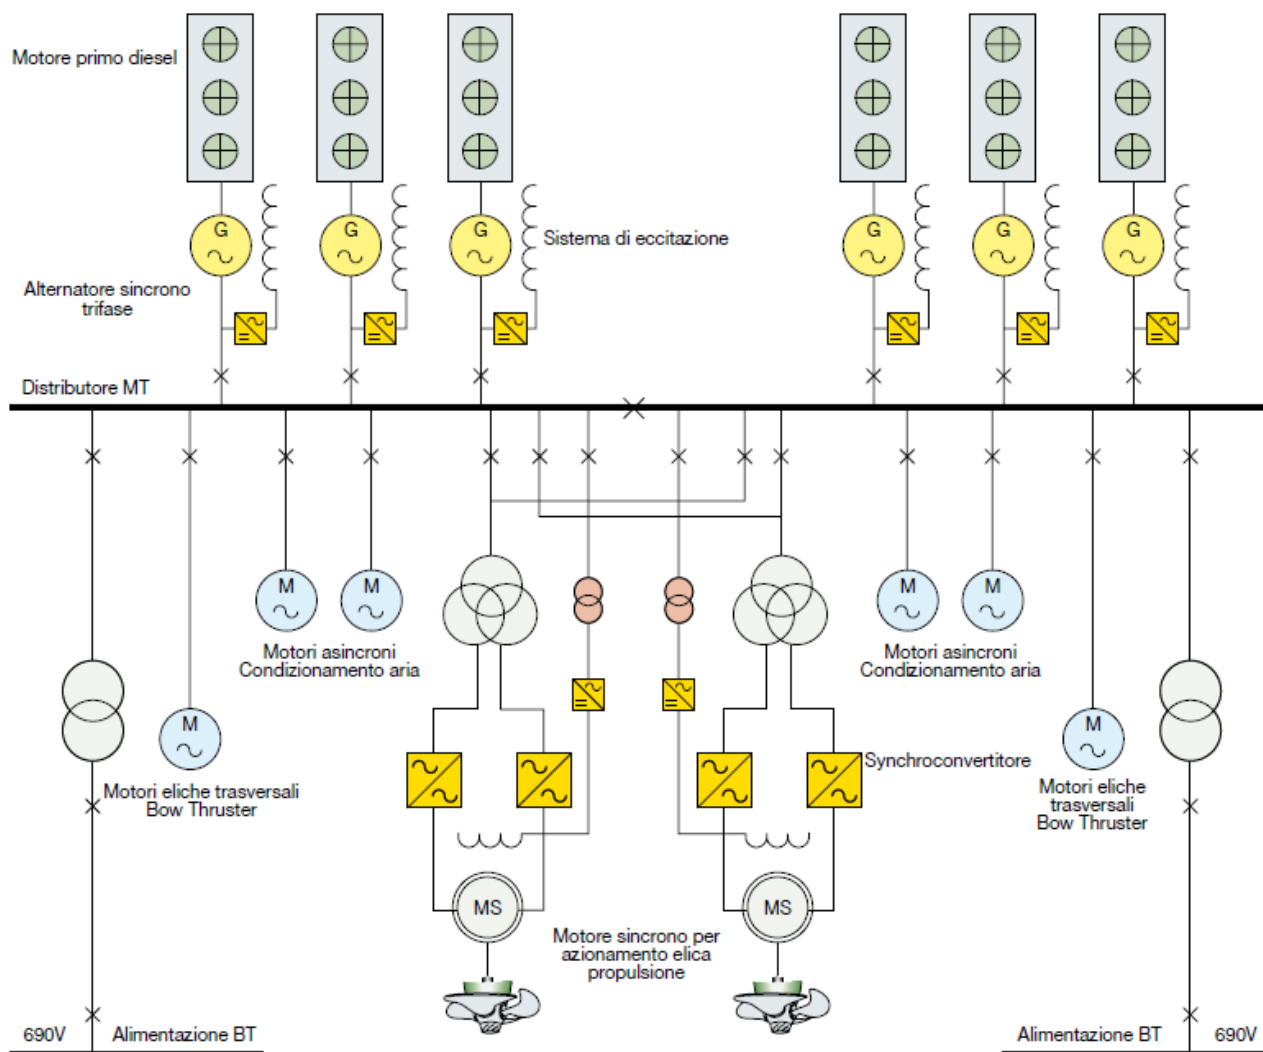 Motore primo diesel
G
G
G
G
G
G
Sistema di eccitazione
Alternatore sincrono
trifase
Distributore MT
M
M
M
M
Motori asincroni
Condizionamento aria
Motori asincroni
Condizionamento aria
M
M
Synchroconvertitore
Motori eliche trasversali
Bow Thruster
Motori eliche
trasversali
Bow Thruster
MS
MS
Motore sincrono per
azionamento elica
propulsione
690V
Alimentazione BT
Alimentazione BT
690V